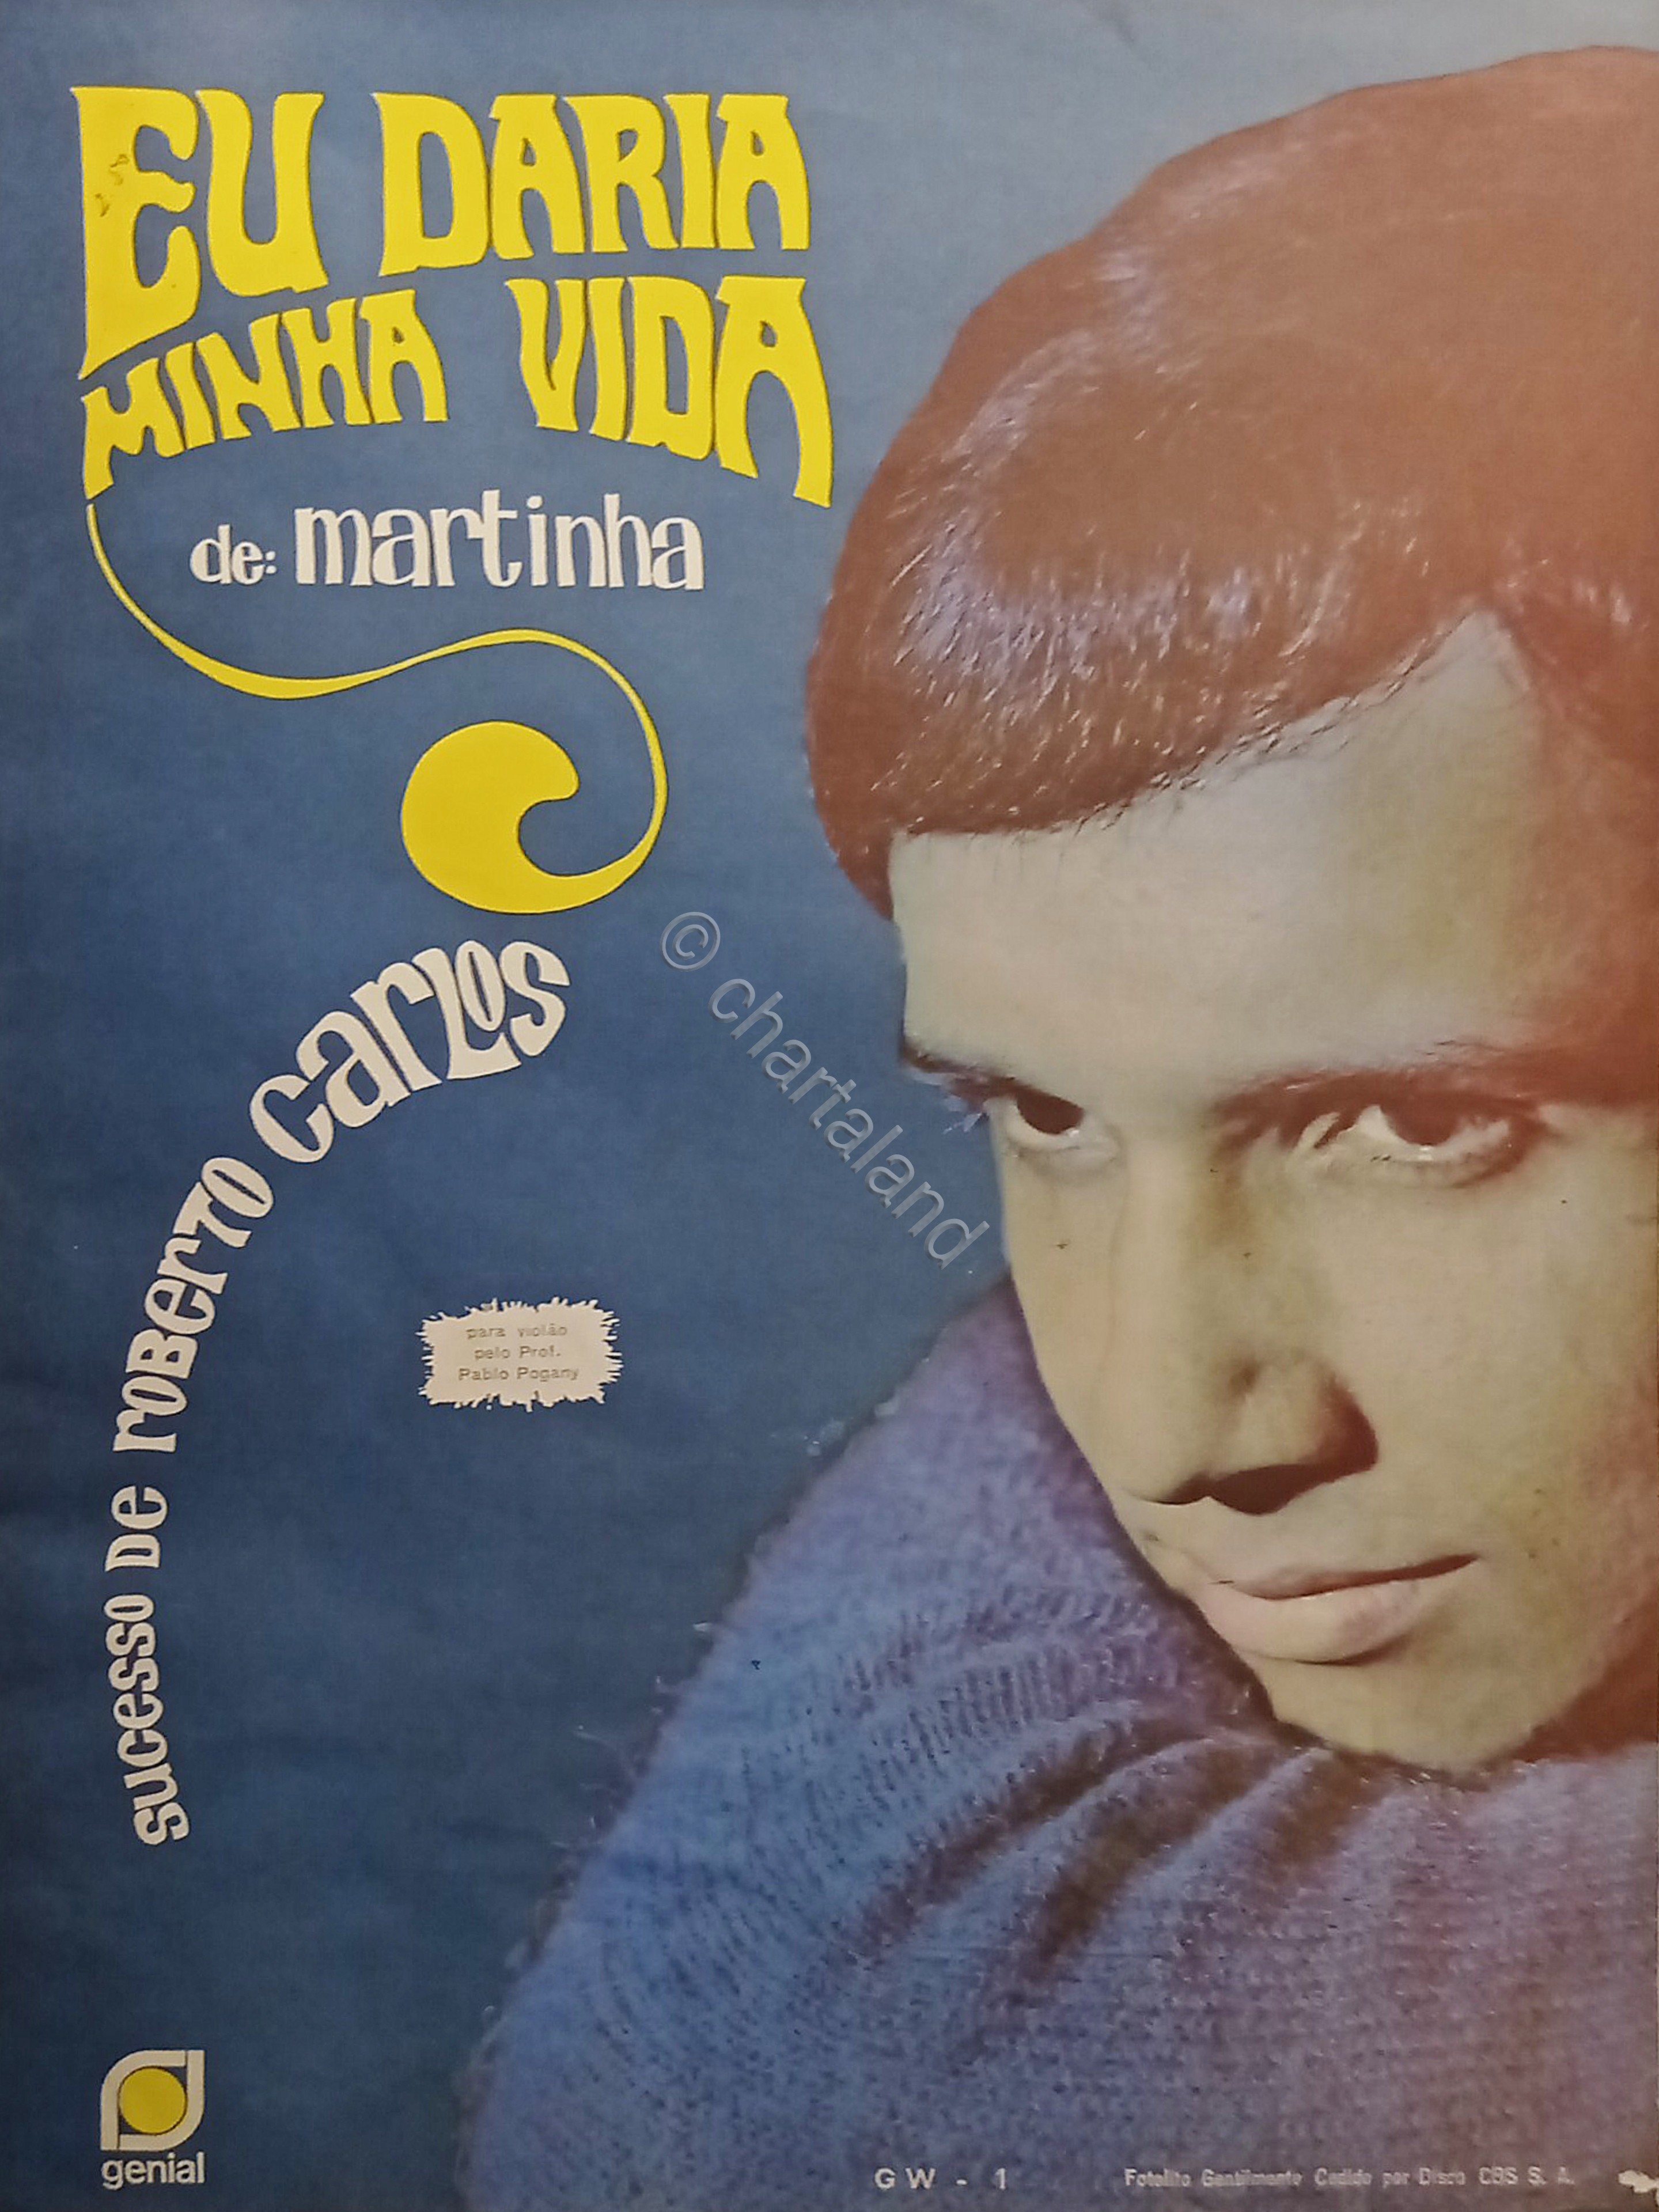 EU DARIA
MINHA VIDA
de: martinha
sucesso de roberto carlos
© chartaland
para violão
pelo Prof.
Pablo Pogany
genial
GW - 1
Fotolito Gentilmente Cedido por Disco CBS S. A.